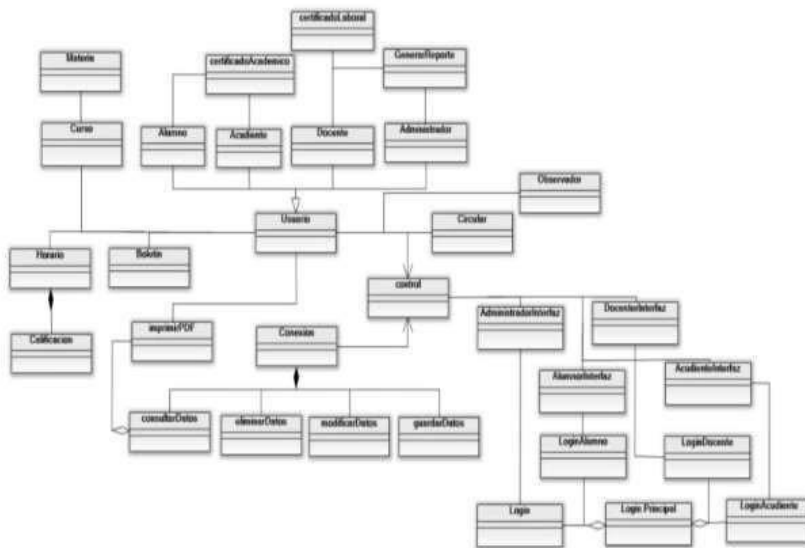 certificadoLaboral
Materia
certificadoAcademico
GenerarReporte
Curso
Alumno
Acudiente
Docente
Administrador
Observador
Usuario
Circular
Horario
Boletin
control
AdministradorInterfaz
DocenteInterfaz
Calificacion
imprimirPDF
Conexion
AlumnoInterfaz
AcudienteInterfaz
consultarDatos
eliminarDatos
modificarDatos
guardarDatos
LoginAlumno
LoginDocente
Login
Login Principal
LoginAcudiente